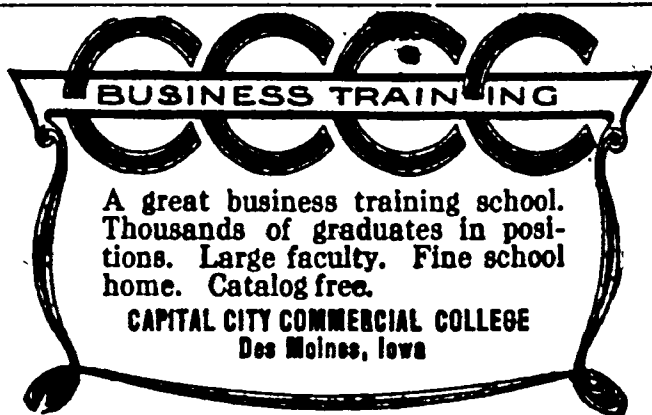 CCCC
BUSINESS TRAINING
A great business training school.
Thousands of graduates in posi-
tions. Large faculty. Fine school
home. Catalog free.
CAPITAL CITY COMMERCIAL COLLEGE
Des Moines, Iowa